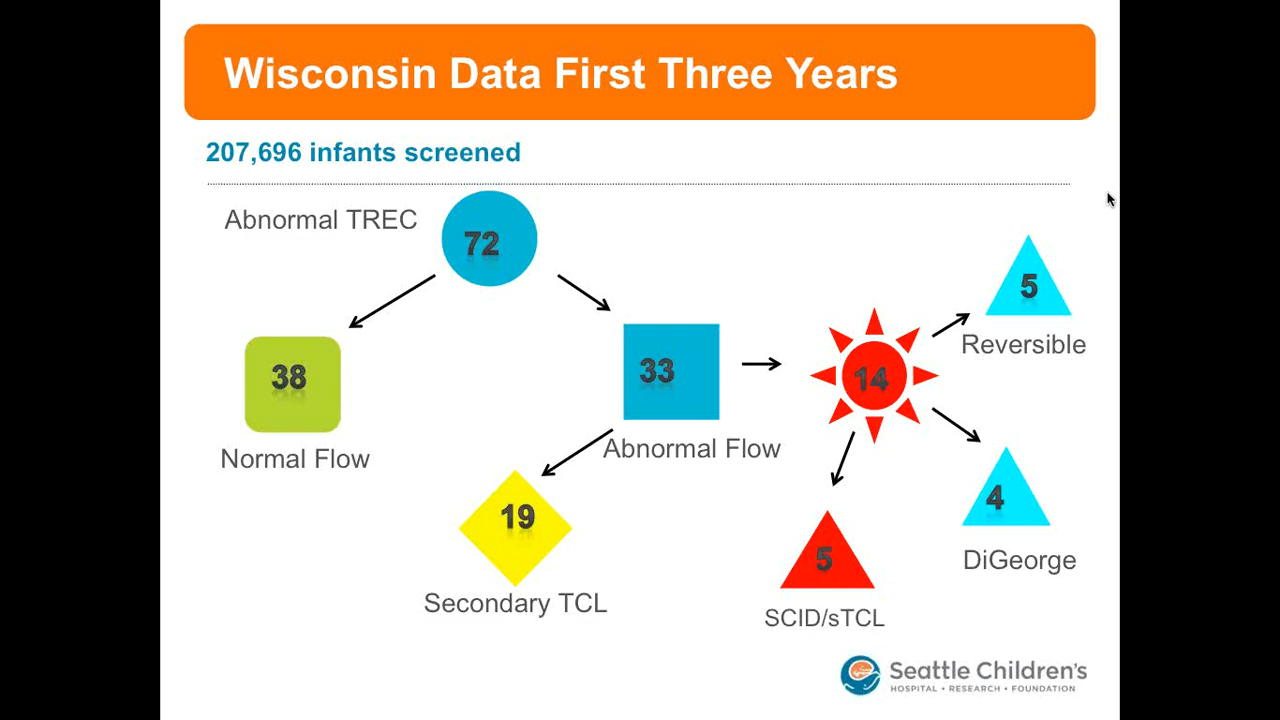 Wisconsin Data First Three Years
207,696 infants screened
Abnormal TREC
72
5
Reversible
38
33
14
Normal Flow
Abnormal Flow
19
4
Secondary TCL
5
DiGeorge
SCID/sTCL
Seattle Children's
HOSPITAL • RESEARCH • FOUNDATION